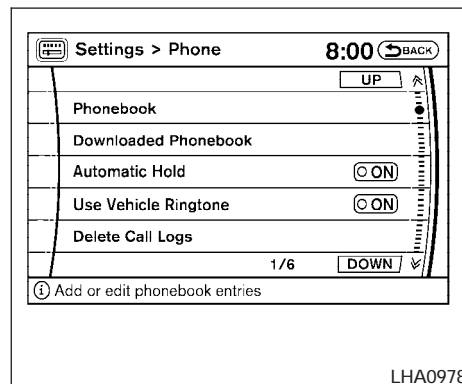 Settings > Phone 8:00 BACK
UP
Phonebook
Downloaded Phonebook
Automatic Hold ON
Use Vehicle Ringtone ON
Delete Call Logs
1/6 DOWN
i Add or edit phonebook entries
LHA0978